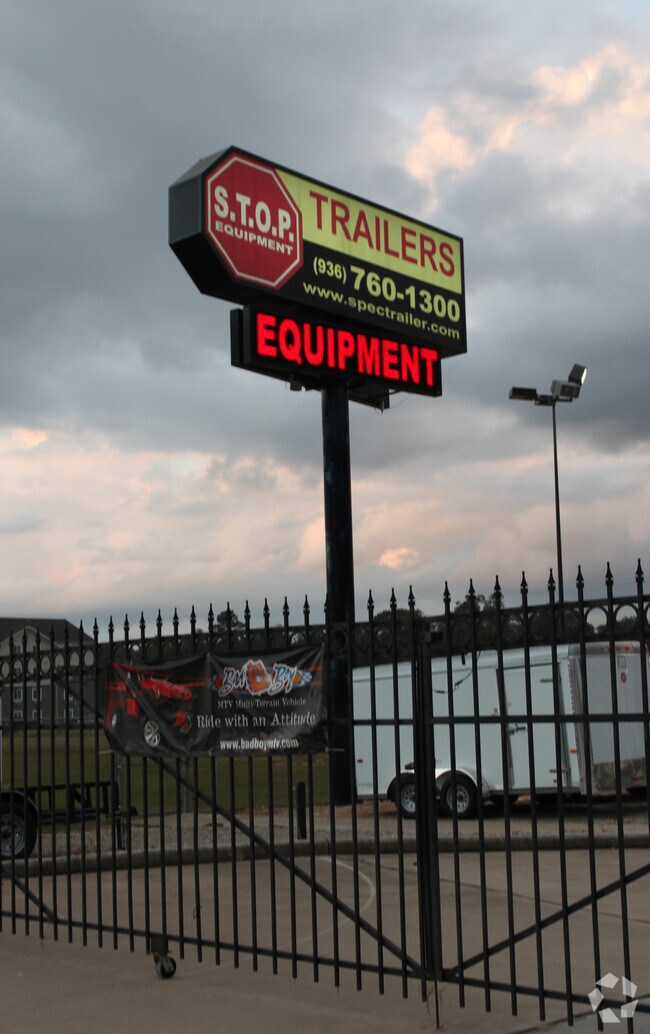 S.T.O.P.
EQUIPMENT
TRAILERS
(936) 760-1300
www.spectrailer.com
EQUIPMENT
Bad Boy
MTV Multi-Terrain Vehicle
Ride with an Attitude
www.badboymtv.com